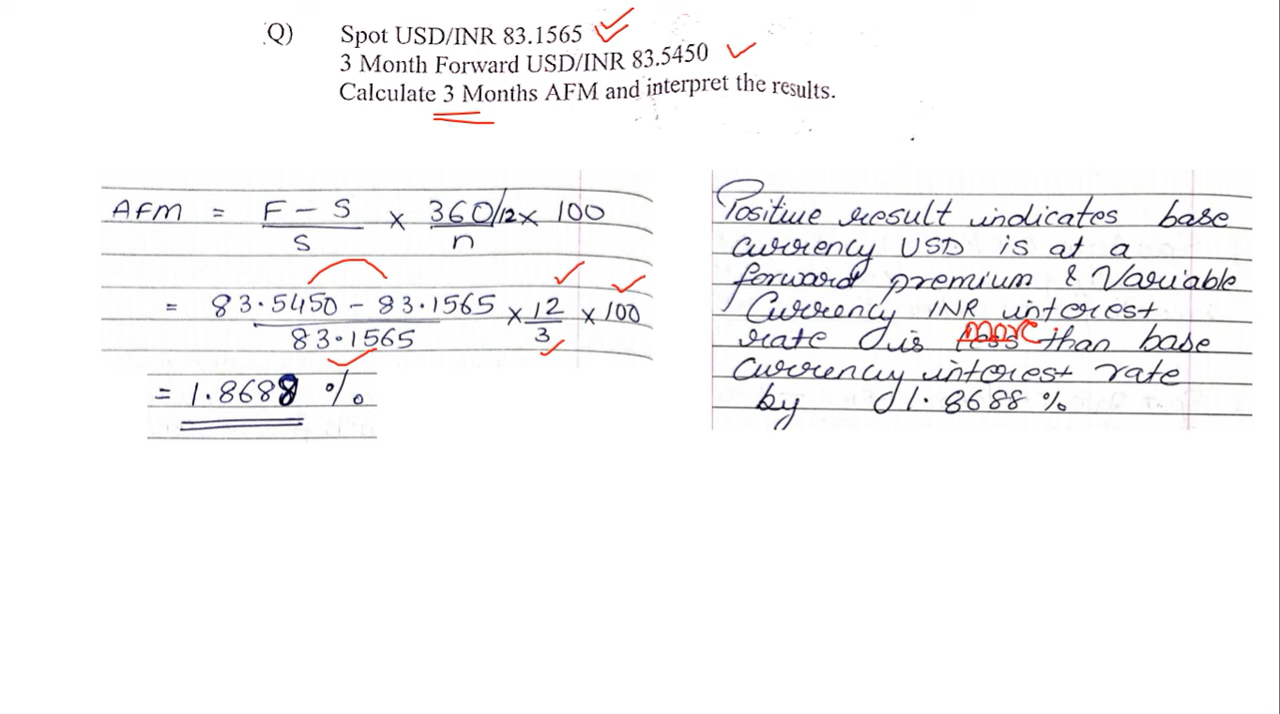 Q) Spot USD/INR 83.1565
3 Month Forward USD/INR 83.5450
Calculate 3 Months AFM and interpret the results.
AFM = F - S / S × 360/12 / n × 100
= 83.5450 - 83.1565 / 83.1565 × 12/3 × 100
= 1.8688 %
Positive result indicates base
currency USD is at a
forward premium & Variable
Currency INR interest
rate is more than base
currency interest rate
by 1.8688 %